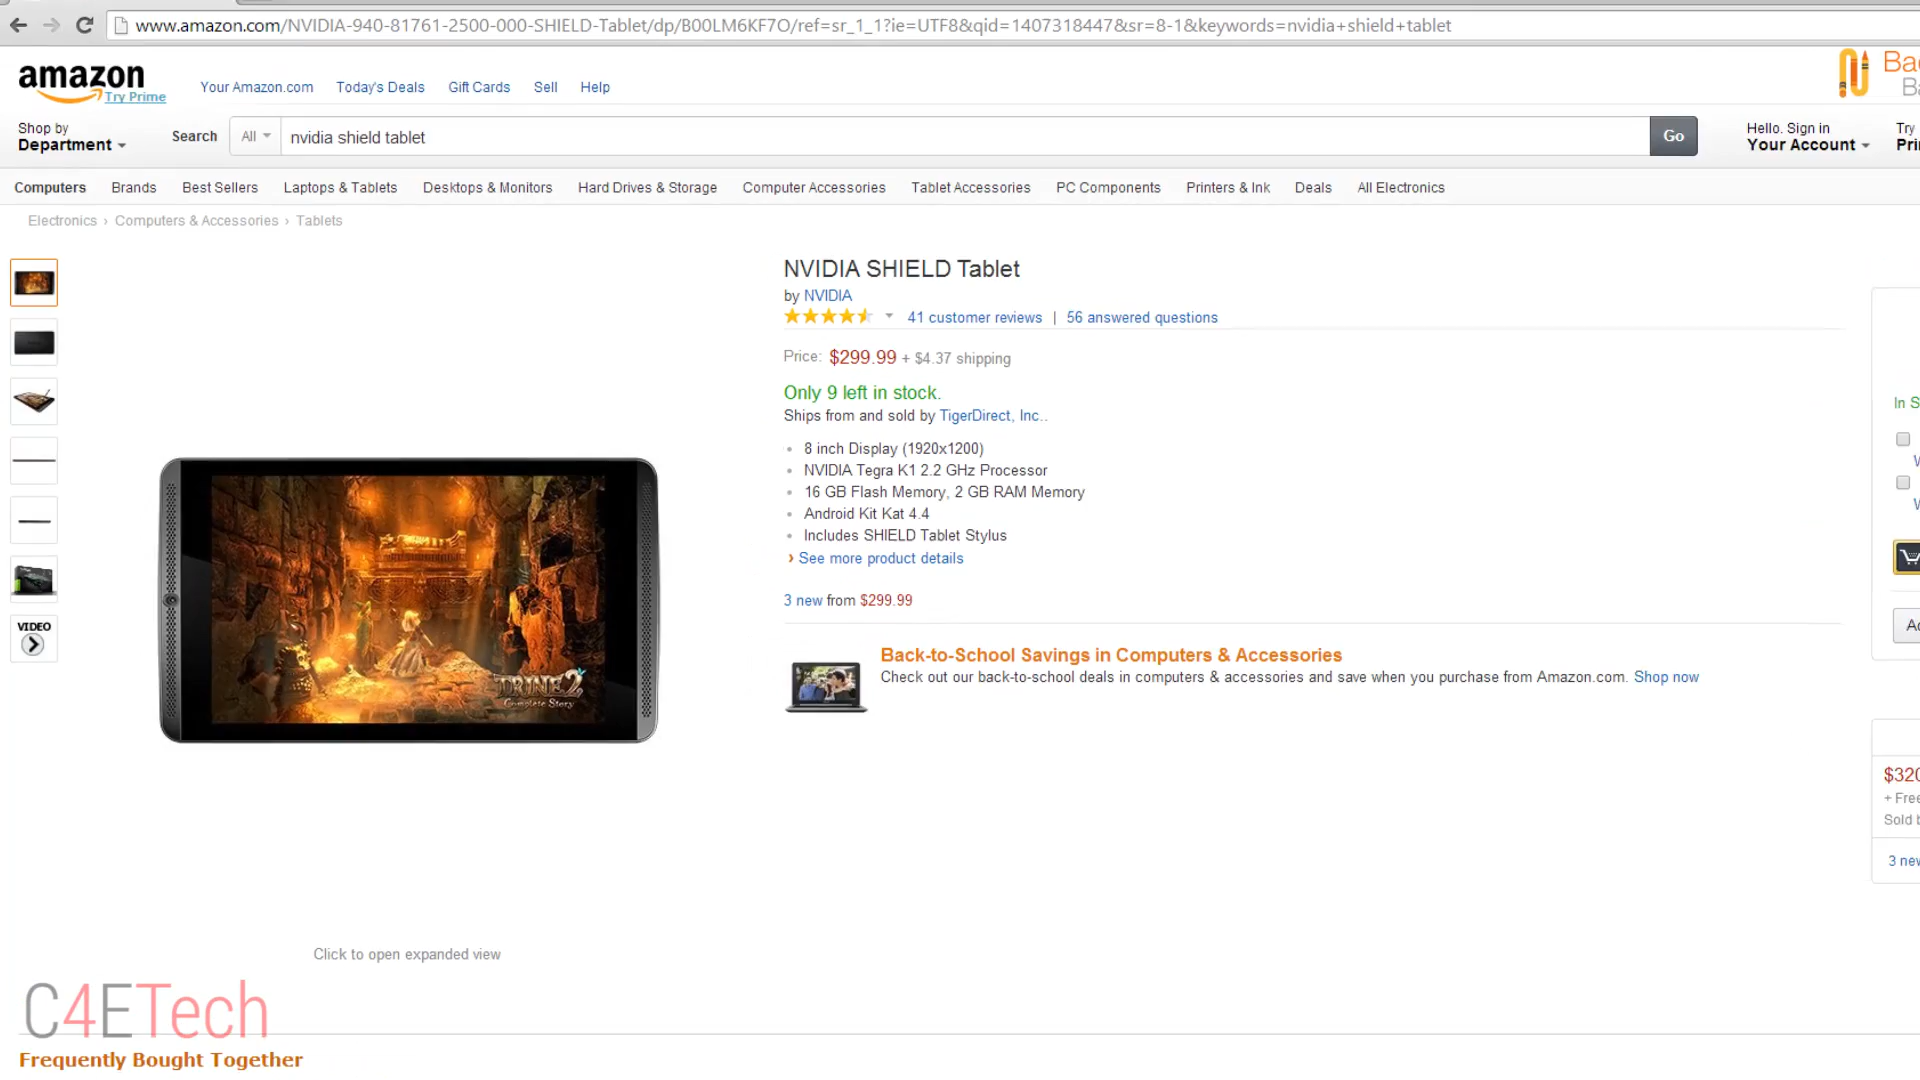 www.amazon.com/NVIDIA-940-81761-2500-000-SHIELD-Tablet/dp/B00LM6KF7O/ref=sr_1_1?ie=UTF8&qid=1407318447&sr=8-1&keywords=nvidia+shield+tablet
amazon
Try Prime
Your Amazon.com Today's Deals Gift Cards Sell Help
Shop by
Department
Search All nvidia shield tablet Go
Hello. Sign in
Your Account
Try
Computers Brands Best Sellers Laptops & Tablets Desktops & Monitors Hard Drives & Storage Computer Accessories Tablet Accessories PC Components Printers & Ink Deals All Electronics
Electronics › Computers & Accessories › Tablets
NVIDIA SHIELD Tablet
by NVIDIA
41 customer reviews | 56 answered questions
Price: $299.99 + $4.37 shipping
Only 9 left in stock.
Ships from and sold by TigerDirect, Inc..
8 inch Display (1920x1200)
NVIDIA Tegra K1 2.2 GHz Processor
16 GB Flash Memory, 2 GB RAM Memory
Android Kit Kat 4.4
Includes SHIELD Tablet Stylus
› See more product details
3 new from $299.99
VIDEO
TRINE 2
Complete Story
Back-to-School Savings in Computers & Accessories
Check out our back-to-school deals in computers & accessories and save when you purchase from Amazon.com. Shop now
In S
$320
+ Free
Sold b
3 new
Click to open expanded view
C4ETech
Frequently Bought Together